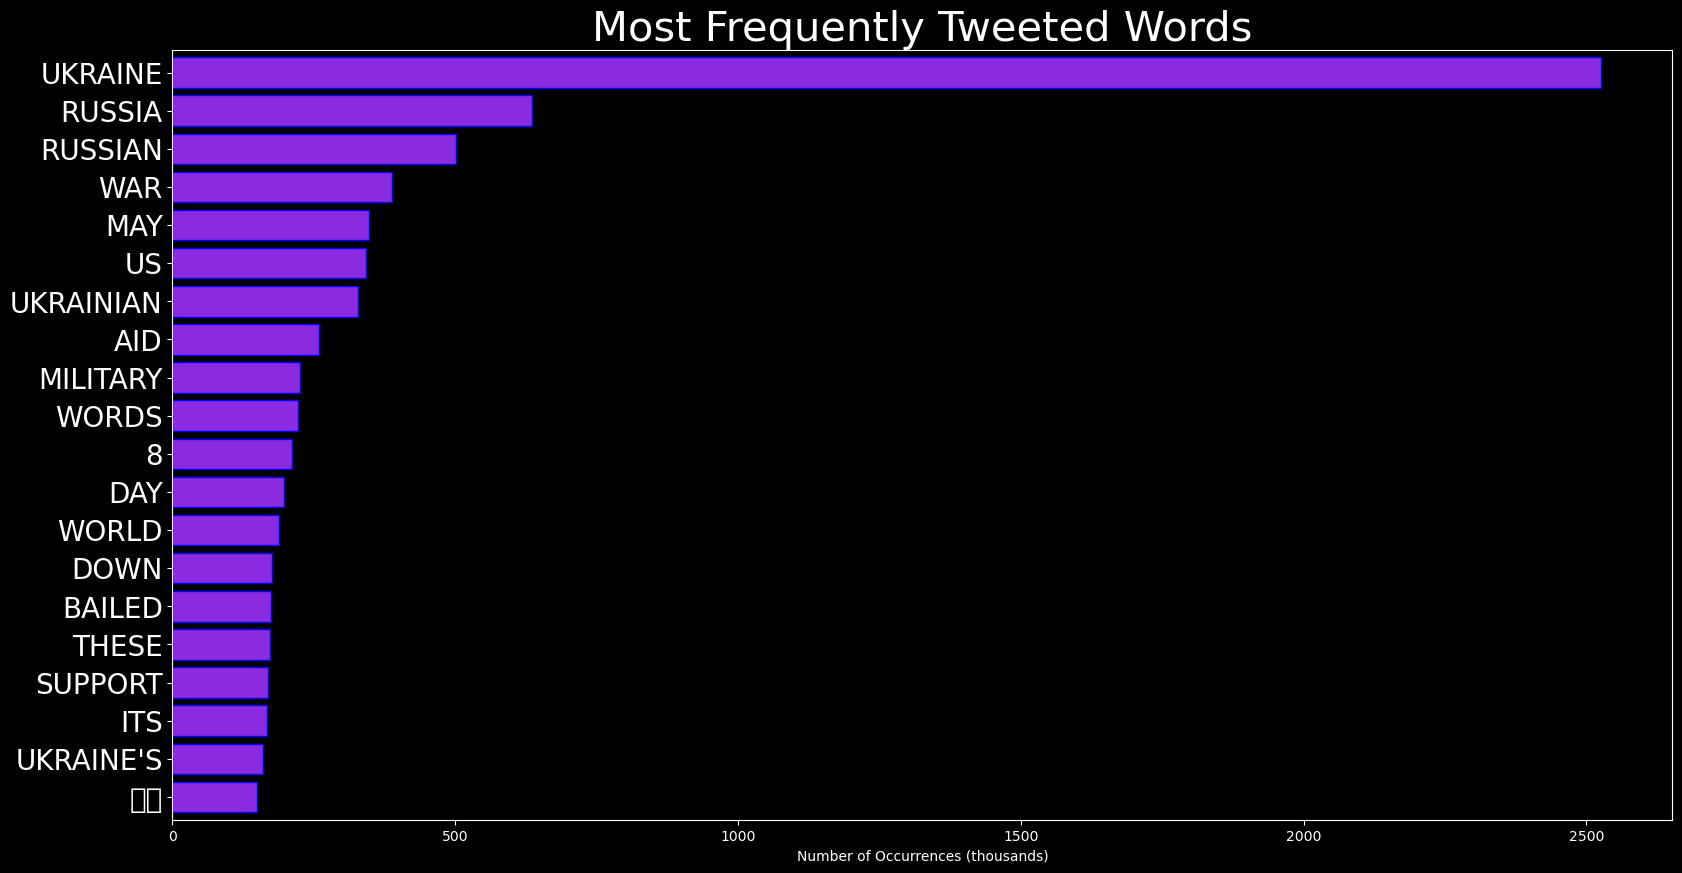 Most Frequently Tweeted Words
UKRAINE
RUSSIA
RUSSIAN
WAR
MAY
US
UKRAINIAN
AID
MILITARY
WORDS
8
DAY
WORLD
DOWN
BAILED
THESE
SUPPORT
ITS
UKRAINE'S
0 500 1000 1500 2000 2500
Number of Occurrences (thousands)